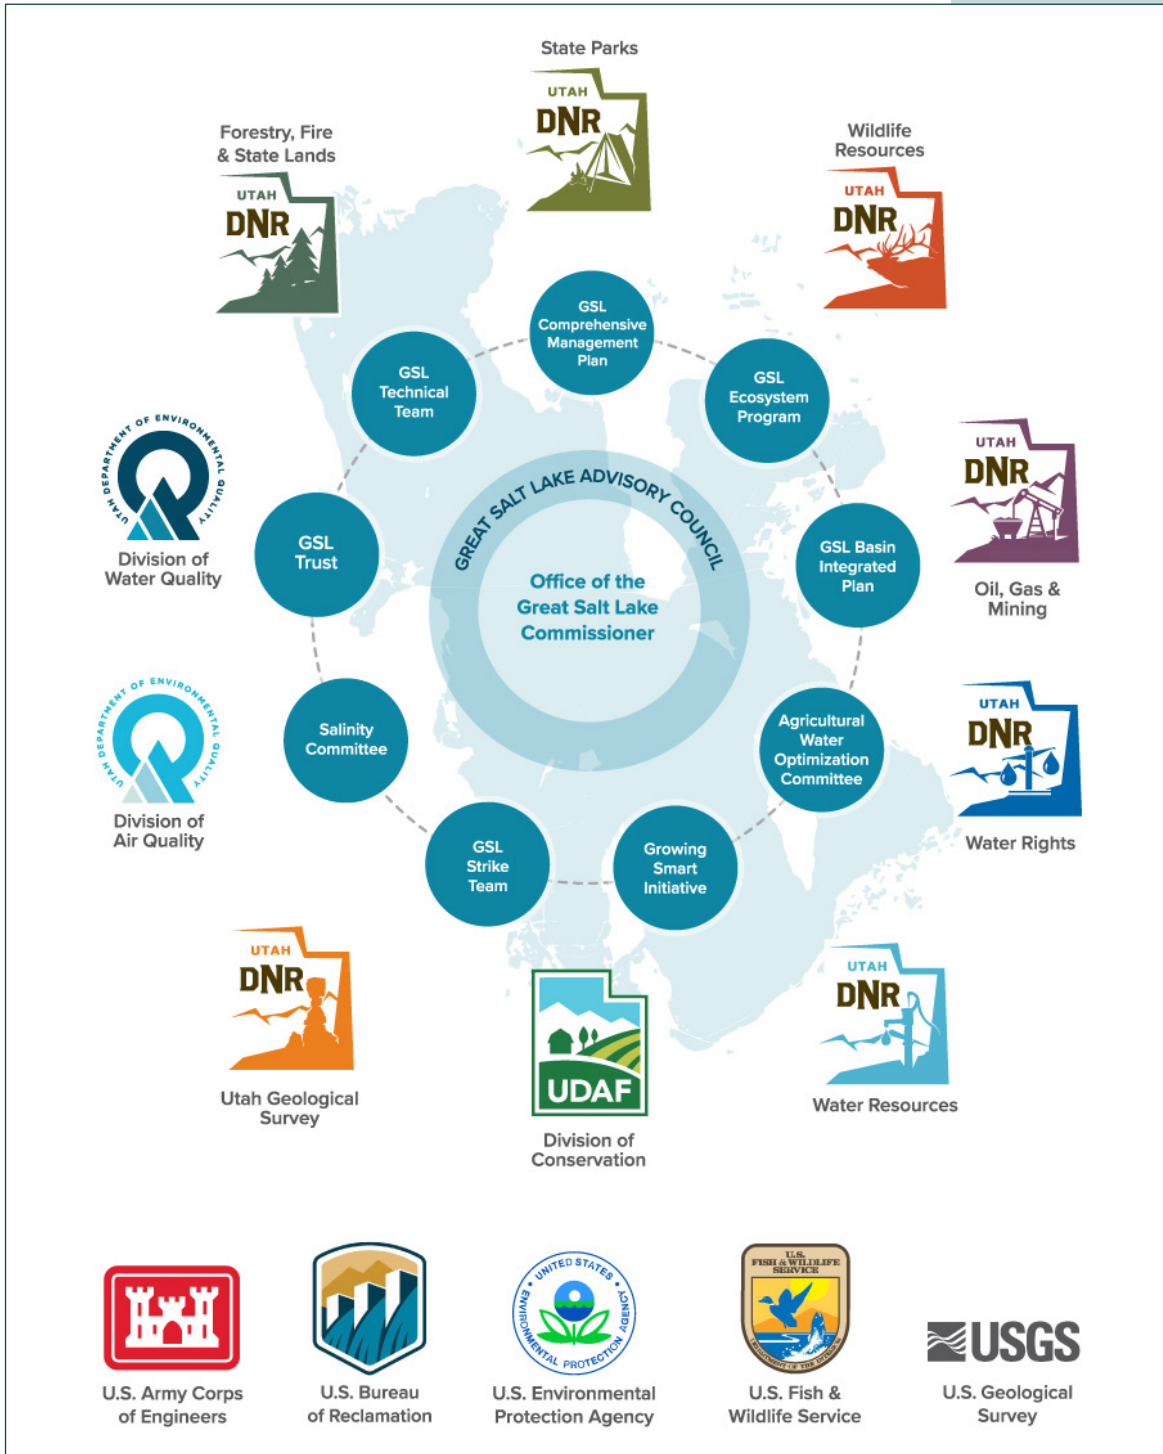 State Parks
UTAH
DNR
Forestry, Fire
& State Lands
UTAH
DNR
Wildlife
Resources
UTAH
DNR
GSL
Comprehensive
Management
Plan
GSL
Technical
Team
GSL
Ecosystem
Program
UTAH DEPARTMENT OF ENVIRONMENTAL QUALITY
Division of
Water Quality
GSL
Trust
GREAT SALT LAKE ADVISORY COUNCIL
Office of the
Great Salt Lake
Commissioner
GSL Basin
Integrated
Plan
UTAH
DNR
Oil, Gas &
Mining
UTAH DEPARTMENT OF ENVIRONMENTAL QUALITY
Division of
Air Quality
Salinity
Committee
Agricultural
Water
Optimization
Committee
UTAH
DNR
Water Rights
GSL
Strike
Team
Growing
Smart
Initiative
UTAH
DNR
Utah Geological
Survey
UDAF
Division of
Conservation
UTAH
DNR
Water Resources
U.S. Army Corps
of Engineers
U.S. Bureau
of Reclamation
UNITED STATES
ENVIRONMENTAL PROTECTION AGENCY
U.S. Environmental
Protection Agency
U.S.
FISH & WILDLIFE
SERVICE
DEPARTMENT OF THE INTERIOR
U.S. Fish &
Wildlife Service
USGS
U.S. Geological
Survey